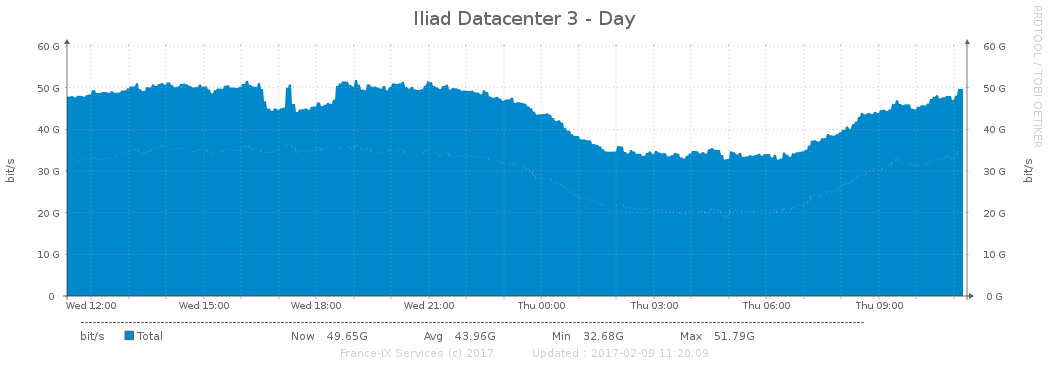 Iliad Datacenter 3 - Day
RRDTOOL / TOBI OETIKER
60 G 60 G
50 G 50 G
40 G 40 G
30 G 30 G
20 G 20 G
10 G 10 G
0 0 G
bit/s bit/s
Wed 12:00 Wed 15:00 Wed 18:00 Wed 21:00 Thu 00:00 Thu 03:00 Thu 06:00 Thu 09:00
bit/s Total Now 49.65G Avg 43.96G Min 32.68G Max 51.79G
France-IX Services (c) 2017 Updated : 2017-02-09 11:20:09